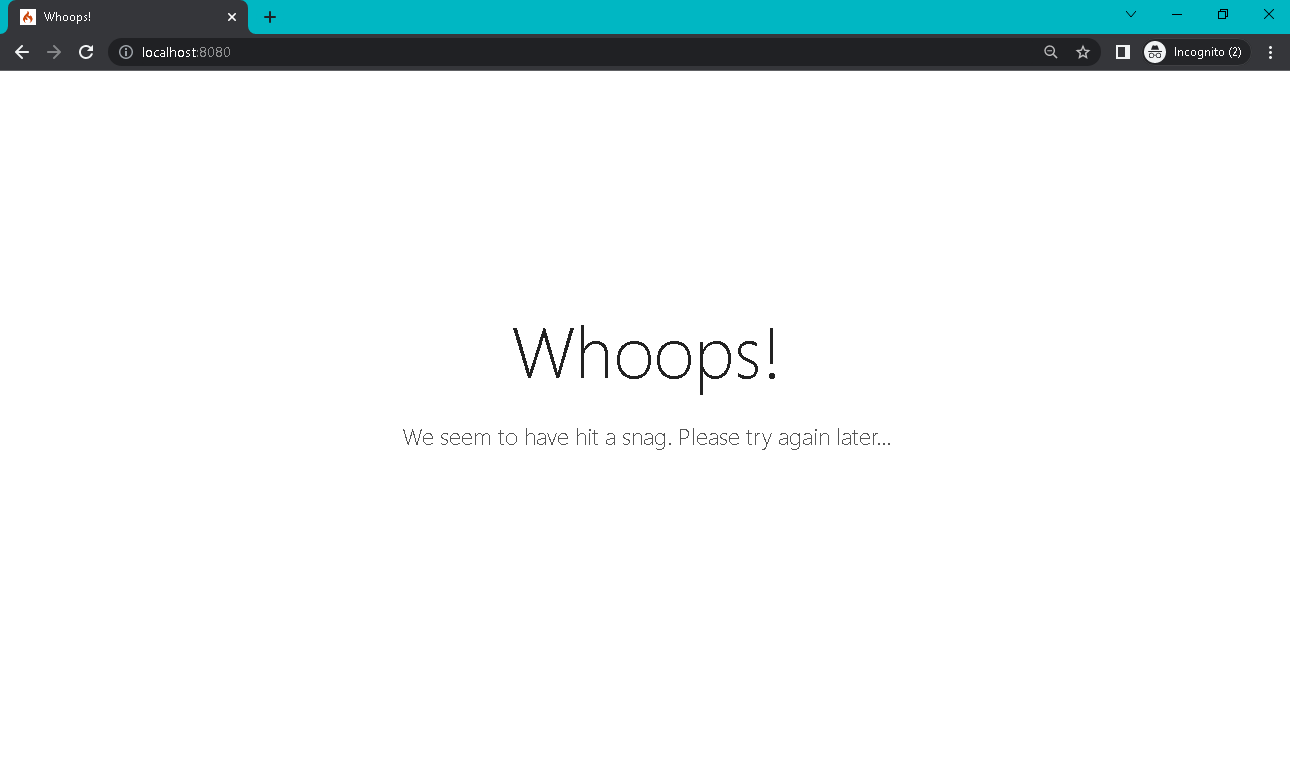 Whoops!
localhost:8080
Incognito (2)
Whoops!
We seem to have hit a snag. Please try again later...